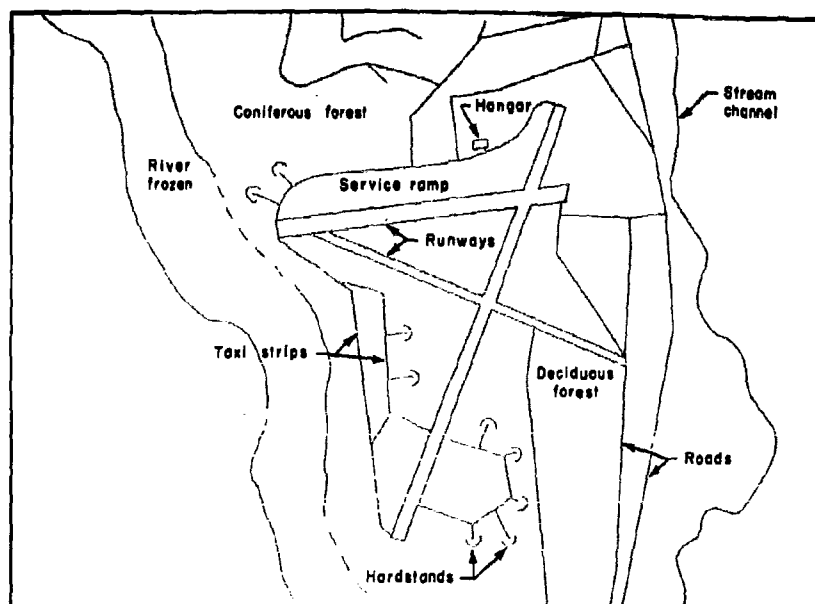 Hangar
Stream
channel
Coniferous forest
River
frozen
Service ramp
Runways
Taxi strips
Deciduous
forest
Roads
Hardstands